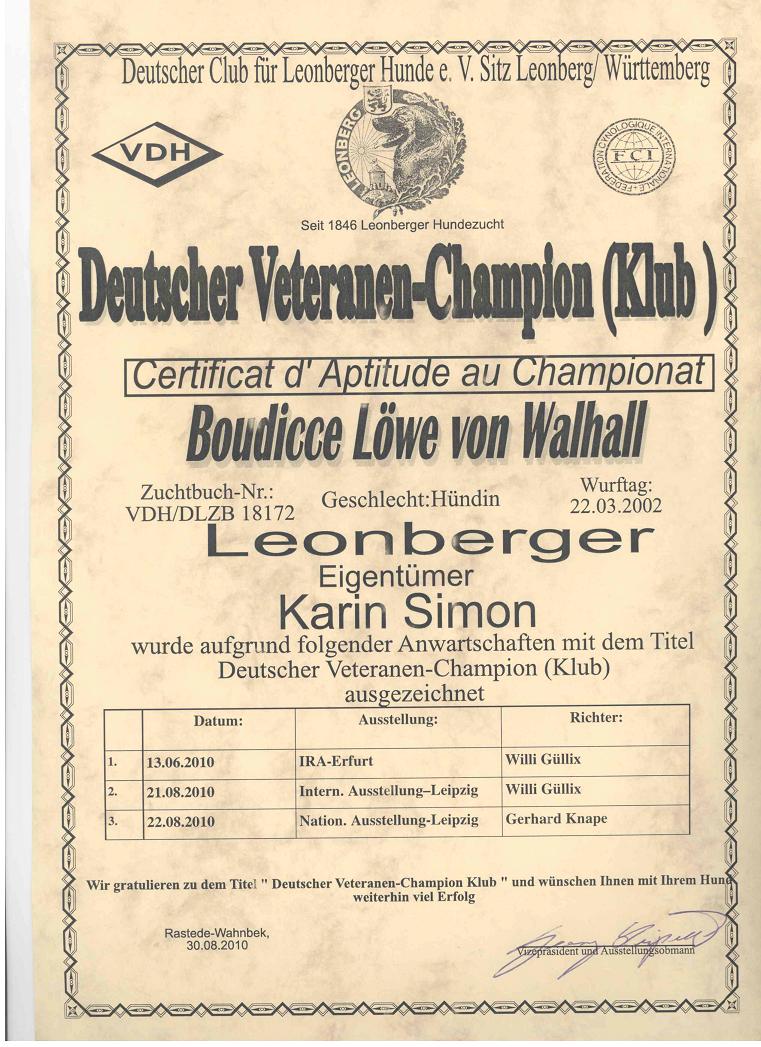 Deutscher Club für Leonberger Hunde e. V. Sitz Leonberg/ Württemberg
VDH
LEONBERG
FEDERATION CYNOLOGIQUE INTERNATIONALE
FCI
Seit 1846 Leonberger Hundezucht
Deutscher Veteranen-Champion (Klub )
Certificat d' Aptitude au Championat
Boudicce Löwe von Walhall
Zuchtbuch-Nr.: Geschlecht:Hündin Wurftag:
VDH/DLZB 18172 22.03.2002
Leonberger
Eigentümer
Karin Simon
wurde aufgrund folgender Anwartschaften mit dem Titel
Deutscher Veteranen-Champion (Klub)
ausgezeichnet
Datum: Ausstellung: Richter:
1. 13.06.2010 IRA-Erfurt Willi Güllix
2. 21.08.2010 Intern. Ausstellung–Leipzig Willi Güllix
3. 22.08.2010 Nation. Ausstellung-Leipzig Gerhard Knape
Wir gratulieren zu dem Titel " Deutscher Veteranen-Champion Klub " und wünschen Ihnen mit Ihrem Hund
weiterhin viel Erfolg
Rastede-Wahnbek,
30.08.2010
Vizepräsident und Ausstellungsobmann